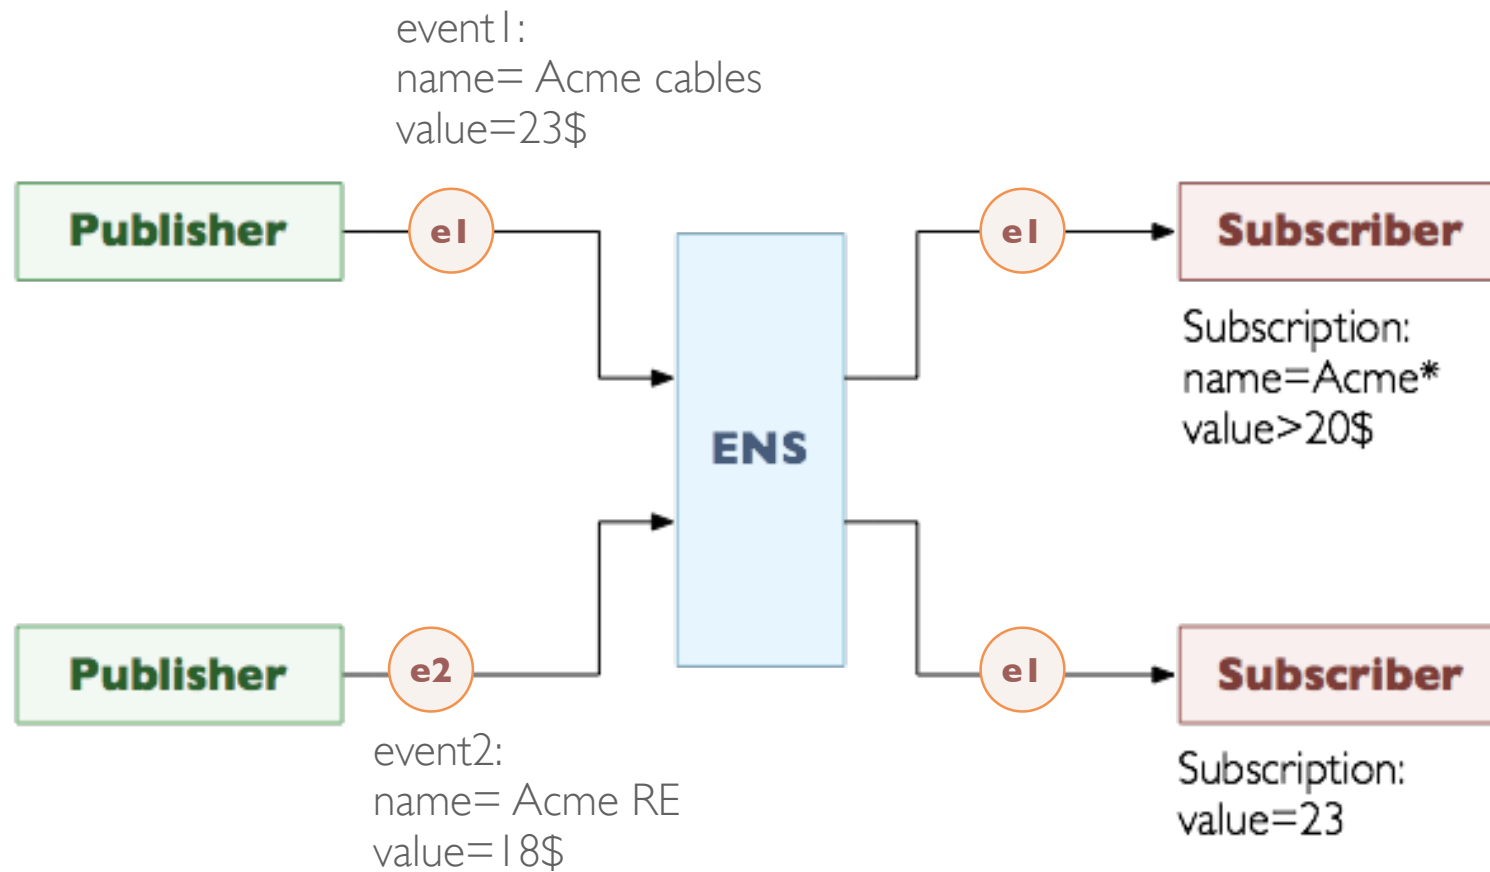 event1:
name= Acme cables
value=23$
Publisher
e1
e1
Subscriber
Subscription:
name=Acme*
value>20$
ENS
Publisher
e2
e1
Subscriber
event2:
name= Acme RE
value=18$
Subscription:
value=23